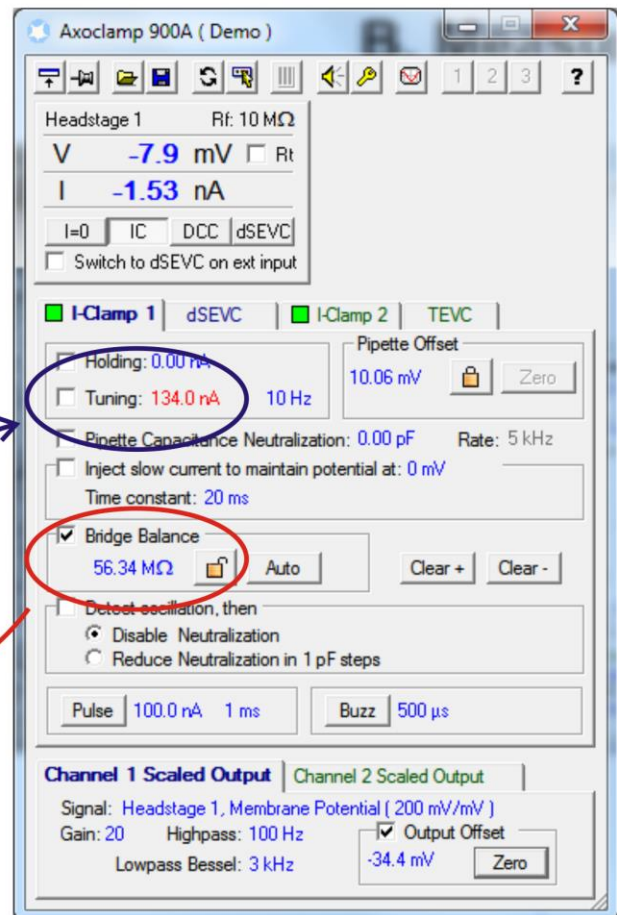 Axoclamp 900A ( Demo )
1 2 3 ?
Headstage 1 Rf: 10 MΩ
V -7.9 mV Rt
I -1.53 nA
I=0 IC DCC dSEVC
Switch to dSEVC on ext input
I-Clamp 1 dSEVC I-Clamp 2 TEVC
Holding: 0.00 nA
Tuning: 134.0 nA 10 Hz
Pipette Offset
10.06 mV Zero
Pipette Capacitance Neutralization: 0.00 pF Rate: 5 kHz
Inject slow current to maintain potential at: 0 mV
Time constant: 20 ms
Bridge Balance
56.34 MΩ Auto Clear + Clear -
Detect oscillation, then
Disable Neutralization
Reduce Neutralization in 1 pF steps
Pulse 100.0 nA 1 ms Buzz 500 µs
Channel 1 Scaled Output Channel 2 Scaled Output
Signal: Headstage 1, Membrane Potential ( 200 mV/mV )
Gain: 20 Highpass: 100 Hz
Lowpass Bessel: 3 kHz
Output Offset
-34.4 mV Zero